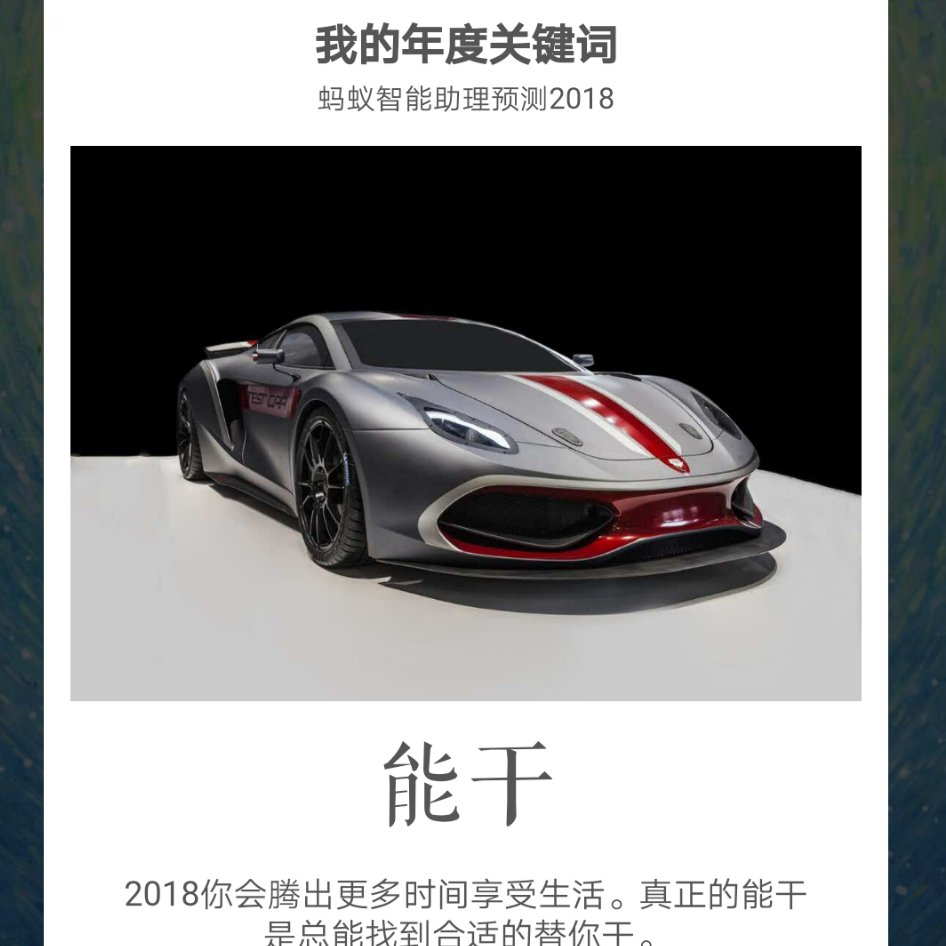 我的年度关键词
蚂蚁智能助理预测2018
TEST CAR
能干
2018你会腾出更多时间享受生活。真正的能干
是总能找到合适的替你干。